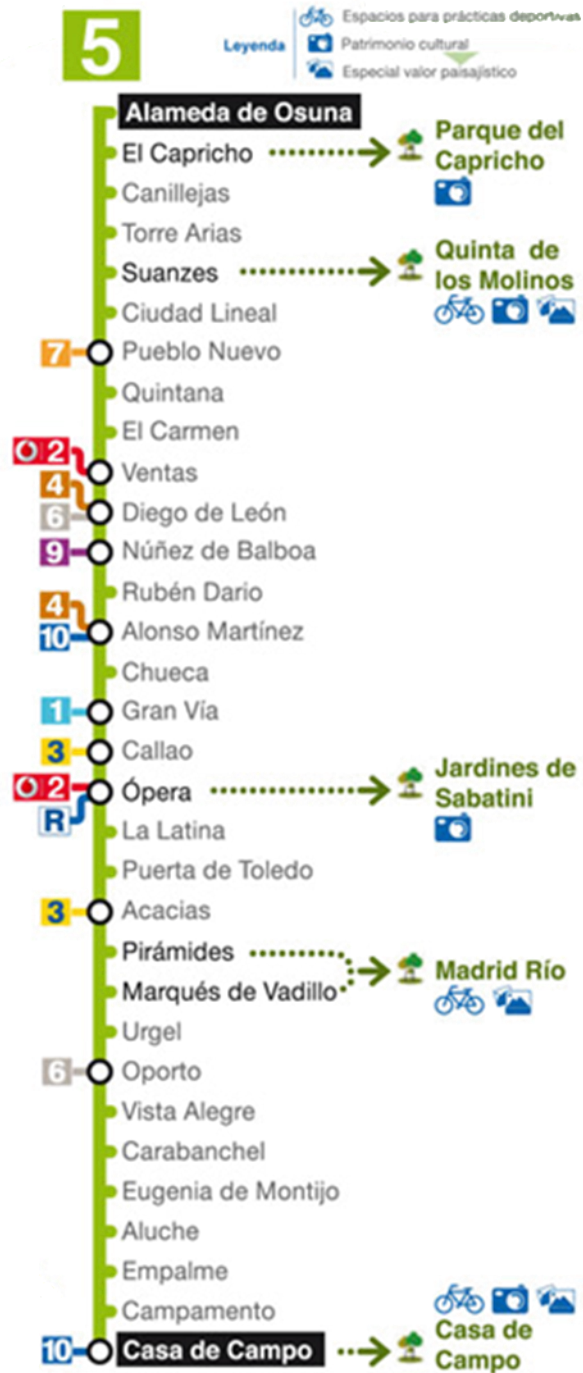 5
Leyenda
Espacios para prácticas deportivas
Patrimonio cultural
Especial valor paisajístico
Alameda de Osuna
El Capricho
Parque del
Capricho
Canillejas
Torre Arias
Suanzes
Quinta de
los Molinos
Ciudad Lineal
7 Pueblo Nuevo
Quintana
El Carmen
2 Ventas
4
6 Diego de León
9 Núñez de Balboa
Rubén Dario
4
10 Alonso Martínez
Chueca
1 Gran Vía
3 Callao
2 Ópera
R
Jardines de
Sabatini
La Latina
Puerta de Toledo
3 Acacias
Pirámides
Marqués de Vadillo
Madrid Río
Urgel
6 Oporto
Vista Alegre
Carabanchel
Eugenia de Montijo
Aluche
Empalme
Campamento
10 Casa de Campo
Casa de
Campo